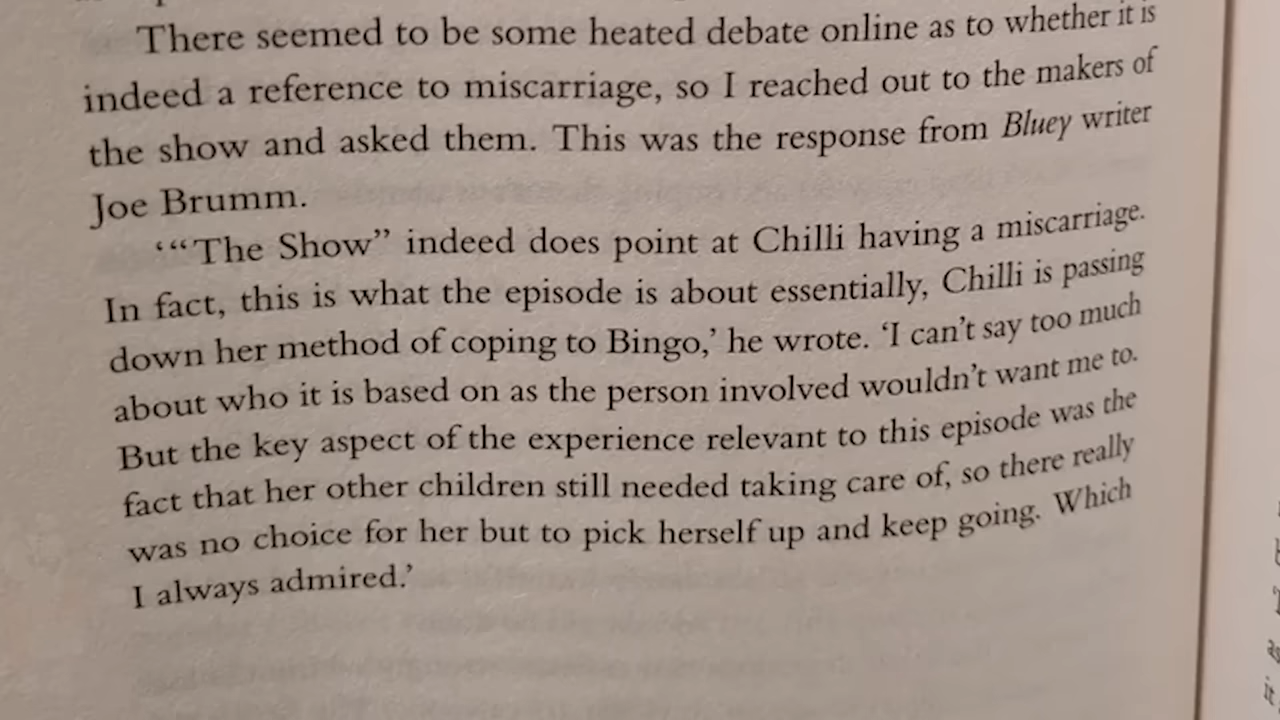 There seemed to be some heated debate online as to whether it is
indeed a reference to miscarriage, so I reached out to the makers of
the show and asked them. This was the response from Bluey writer
Joe Brumm.
‘“The Show” indeed does point at Chilli having a miscarriage.
In fact, this is what the episode is about essentially, Chilli is passing
down her method of coping to Bingo,’ he wrote. ‘I can’t say too much
about who it is based on as the person involved wouldn’t want me to.
But the key aspect of the experience relevant to this episode was the
fact that her other children still needed taking care of, so there really
was no choice for her but to pick herself up and keep going. Which
I always admired.’